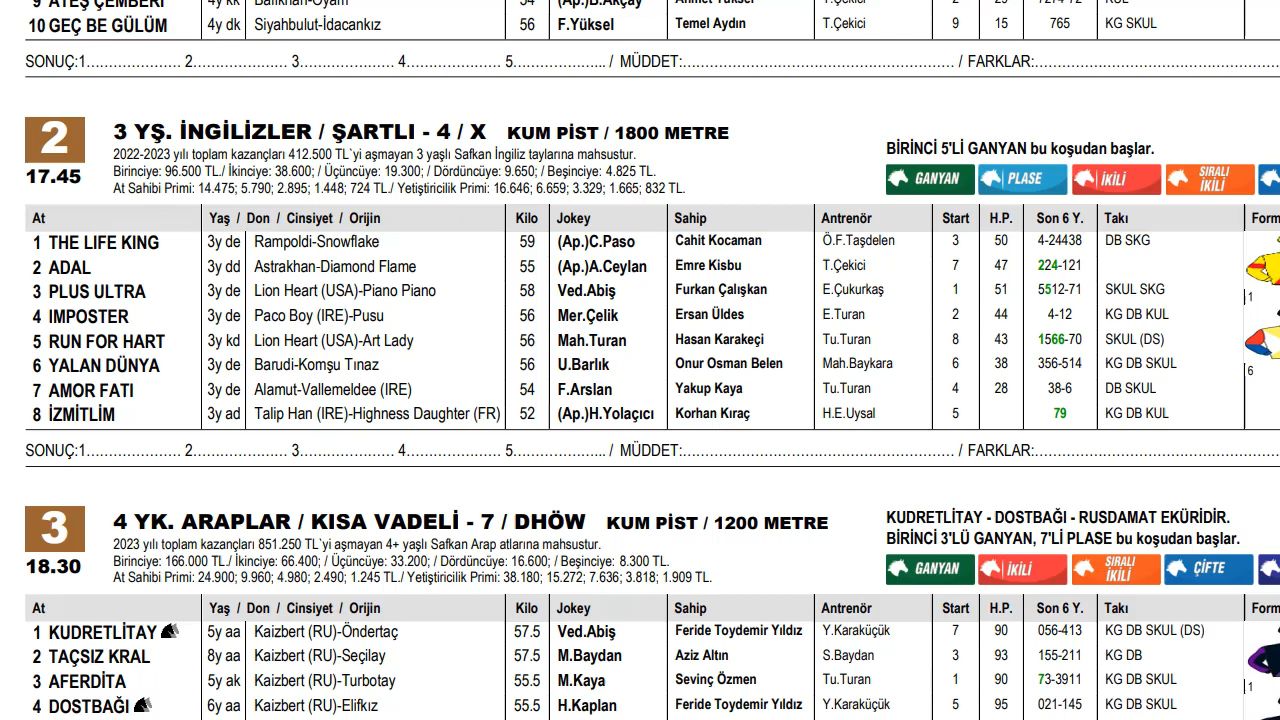 10 GEÇ BE GÜLÜM 4y dk Siyahbulut-İdacankız 56 F.Yüksel Temel Aydın T.Çekici 9 15 765 KG SKUL
SONUÇ:1…………………. 2…………………. 3…………………. 4…………………. 5…………………. / MÜDDET:………………………………………………. / FARKLAR:………………………………………………
2 3 YŞ. İNGİLİZLER / ŞARTLI - 4 / X KUM PİST / 1800 METRE
BİRİNCİ 5'Lİ GANYAN bu koşudan başlar.
2022-2023 yılı toplam kazançları 412.500 TL`yi aşmayan 3 yaşlı Safkan İngiliz taylarına mahsustur.
17.45 Birinciye: 96.500 TL./ İkinciye: 38.600; / Üçüncüye: 19.300; / Dördüncüye: 9.650; / Beşinciye: 4.825 TL.
At Sahibi Primi: 14.475; 5.790; 2.895; 1.448; 724 TL./ Yetiştiricilik Primi: 16.646; 6.659; 3.329; 1.665; 832 TL.
GANYAN PLASE İKİLİ SIRALI İKİLİ
At Yaş / Don / Cinsiyet / Orijin Kilo Jokey Sahip Antrenör Start H.P. Son 6 Y. Takı Form
1 THE LIFE KING 3y de Rampoldi-Snowflake 59 (Ap.)C.Paso Cahit Kocaman Ö.F.Taşdelen 3 50 4-24438 DB SKG
2 ADAL 3y dd Astrakhan-Diamond Flame 55 (Ap.)A.Ceylan Emre Kisbu T.Çekici 7 47 224-121
3 PLUS ULTRA 3y de Lion Heart (USA)-Piano Piano 58 Ved.Abiş Furkan Çalışkan E.Çukurkaş 1 51 5512-71 SKUL SKG 1
4 IMPOSTER 3y de Paco Boy (IRE)-Pusu 56 Mer.Çelik Ersan Üldes E.Turan 2 44 4-12 KG DB KUL
5 RUN FOR HART 3y kd Lion Heart (USA)-Art Lady 56 Mah.Turan Hasan Karakeçi Tu.Turan 8 43 1566-70 SKUL (DS)
6 YALAN DÜNYA 3y de Barudi-Komşu Tınaz 56 U.Barlık Onur Osman Belen Mah.Baykara 6 38 356-514 KG DB SKUL 6
7 AMOR FATI 3y de Alamut-Vallemeldee (IRE) 54 F.Arslan Yakup Kaya Tu.Turan 4 28 38-6 DB SKUL
8 İZMİTLİM 3y ad Talip Han (IRE)-Highness Daughter (FR) 52 (Ap.)H.Yolaçıcı Korhan Kıraç H.E.Uysal 5 79 KG DB KUL
SONUÇ:1…………………. 2…………………. 3…………………. 4…………………. 5…………………. / MÜDDET:………………………………………………. / FARKLAR:………………………………………………
3 4 YK. ARAPLAR / KISA VADELİ - 7 / DHÖW KUM PİST / 1200 METRE
KUDRETLİTAY - DOSTBAĞI - RUSDAMAT EKÜRİDİR.
BİRİNCİ 3'LÜ GANYAN, 7'Lİ PLASE bu koşudan başlar.
2023 yılı toplam kazançları 851.250 TL`yi aşmayan 4+ yaşlı Safkan Arap atlarına mahsustur.
18.30 Birinciye: 166.000 TL./ İkinciye: 66.400; / Üçüncüye: 33.200; / Dördüncüye: 16.600; / Beşinciye: 8.300 TL.
At Sahibi Primi: 24.900; 9.960; 4.980; 2.490; 1.245 TL./ Yetiştiricilik Primi: 38.180; 15.272; 7.636; 3.818; 1.909 TL.
GANYAN İKİLİ SIRALI İKİLİ ÇİFTE
At Yaş / Don / Cinsiyet / Orijin Kilo Jokey Sahip Antrenör Start H.P. Son 6 Y. Takı Form
1 KUDRETLİTAY 5y aa Kaizbert (RU)-Öndertaç 57.5 Ved.Abiş Feride Toydemir Yıldız Y.Karaküçük 7 90 056-413 KG DB SKUL (DS)
2 TAÇSIZ KRAL 8y aa Kaizbert (RU)-Seçilay 57.5 M.Baydan Aziz Altın S.Baydan 3 93 155-211 KG DB
3 AFERDİTA 5y ak Kaizbert (RU)-Turbotay 55.5 M.Kaya Sevinç Özmen Tu.Turan 1 90 73-3911 KG DB SKUL 1
4 DOSTBAĞI 6y aa Kaizbert (RU)-Elifkız 55.5 H.Kaplan Feride Toydemir Yıldız Y.Karaküçük 5 95 021-145 KG DB SKUL